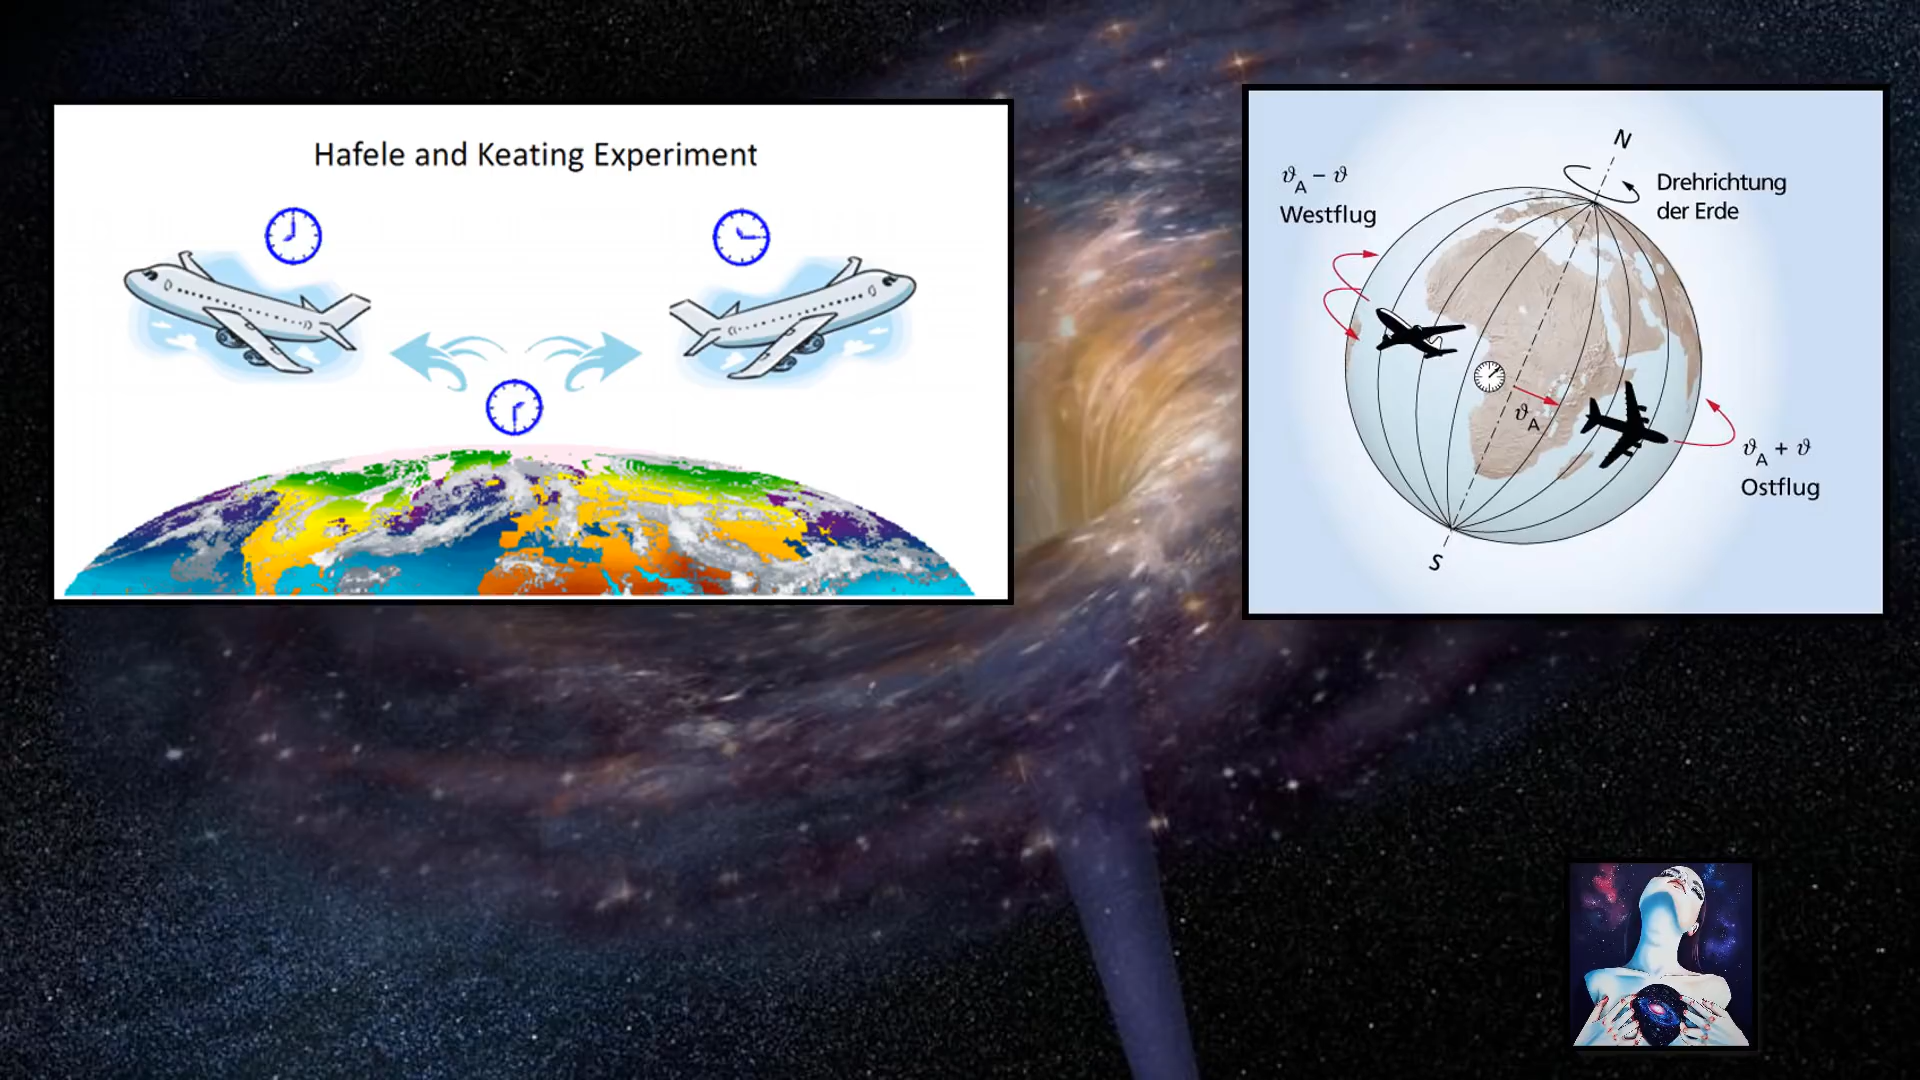 Hafele and Keating Experiment
N
ϑA – ϑ
Westflug
Drehrichtung
der Erde
ϑA
ϑA + ϑ
Ostflug
S